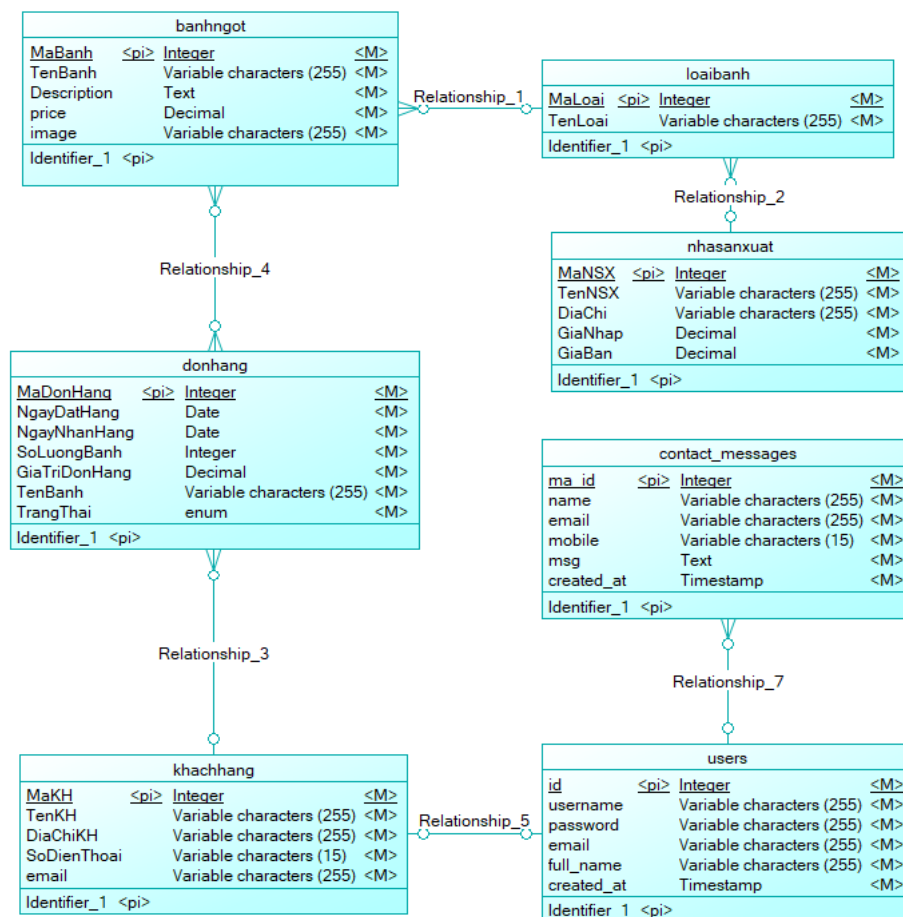 banhngot
MaBanh <pi> Integer <M>
TenBanh Variable characters (255) <M>
Description Text <M>
price Decimal <M>
image Variable characters (255) <M>
Identifier_1 <pi>
Relationship_1
loaibanh
MaLoai <pi> Integer <M>
TenLoai Variable characters (255) <M>
Identifier_1 <pi>
Relationship_2
nhasanxuat
MaNSX <pi> Integer <M>
TenNSX Variable characters (255) <M>
DiaChi Variable characters (255) <M>
GiaNhap Decimal <M>
GiaBan Decimal <M>
Identifier_1 <pi>
Relationship_4
donhang
MaDonHang <pi> Integer <M>
NgayDatHang Date <M>
NgayNhanHang Date <M>
SoLuongBanh Integer <M>
GiaTriDonHang Decimal <M>
TenBanh Variable characters (255) <M>
TrangThai enum <M>
Identifier_1 <pi>
contact_messages
ma_id <pi> Integer <M>
name Variable characters (255) <M>
email Variable characters (255) <M>
mobile Variable characters (15) <M>
msg Text <M>
created_at Timestamp <M>
Identifier_1 <pi>
Relationship_3
Relationship_7
khachhang
MaKH <pi> Integer <M>
TenKH Variable characters (255) <M>
DiaChiKH Variable characters (255) <M>
SoDienThoai Variable characters (15) <M>
email Variable characters (255) <M>
Identifier_1 <pi>
Relationship_5
users
id <pi> Integer <M>
username Variable characters (255) <M>
password Variable characters (255) <M>
email Variable characters (255) <M>
full_name Variable characters (255) <M>
created_at Timestamp <M>
Identifier_1 <pi>